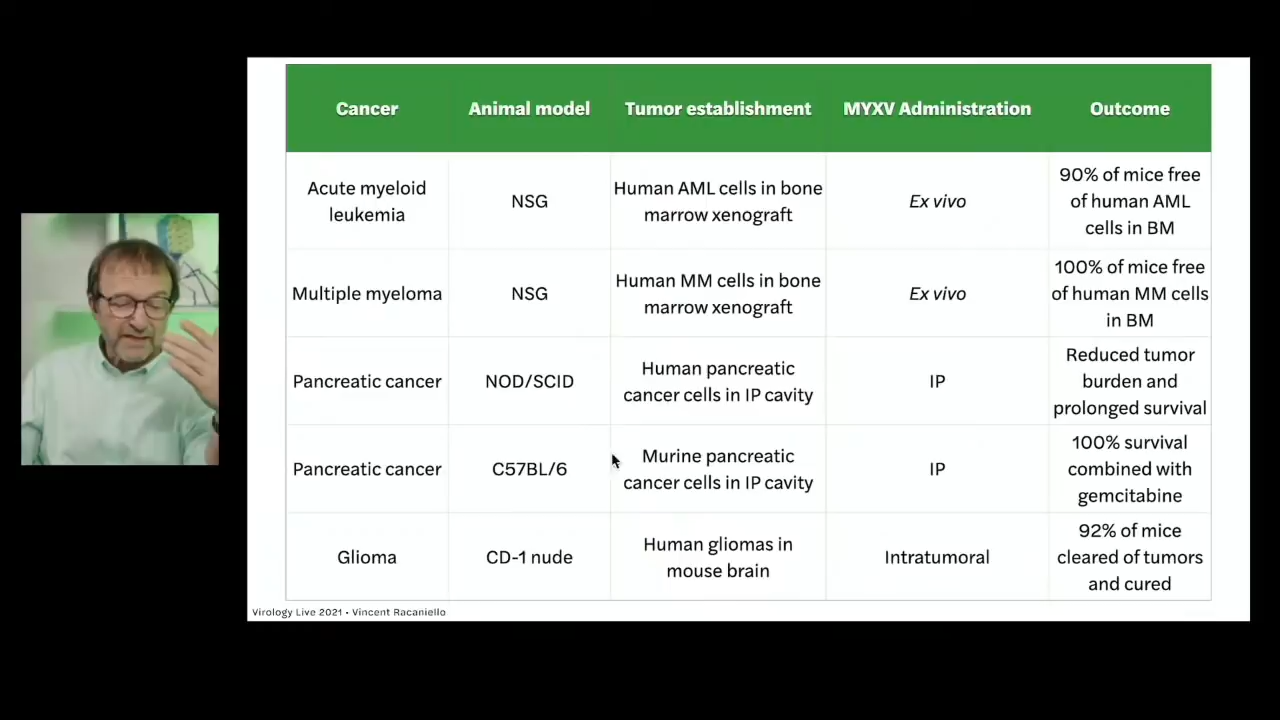 Cancer
Animal model
Tumor establishment
MYXV Administration
Outcome
Acute myeloid
leukemia
NSG
Human AML cells in bone
marrow xenograft
Ex vivo
90% of mice free
of human AML
cells in BM
Multiple myeloma
NSG
Human MM cells in bone
marrow xenograft
Ex vivo
100% of mice free
of human MM cells
in BM
Pancreatic cancer
NOD/SCID
Human pancreatic
cancer cells in IP cavity
IP
Reduced tumor
burden and
prolonged survival
Pancreatic cancer
C57BL/6
Murine pancreatic
cancer cells in IP cavity
IP
100% survival
combined with
gemcitabine
Glioma
CD-1 nude
Human gliomas in
mouse brain
Intratumoral
92% of mice
cleared of tumors
and cured
Virology Live 2021 • Vincent Racaniello